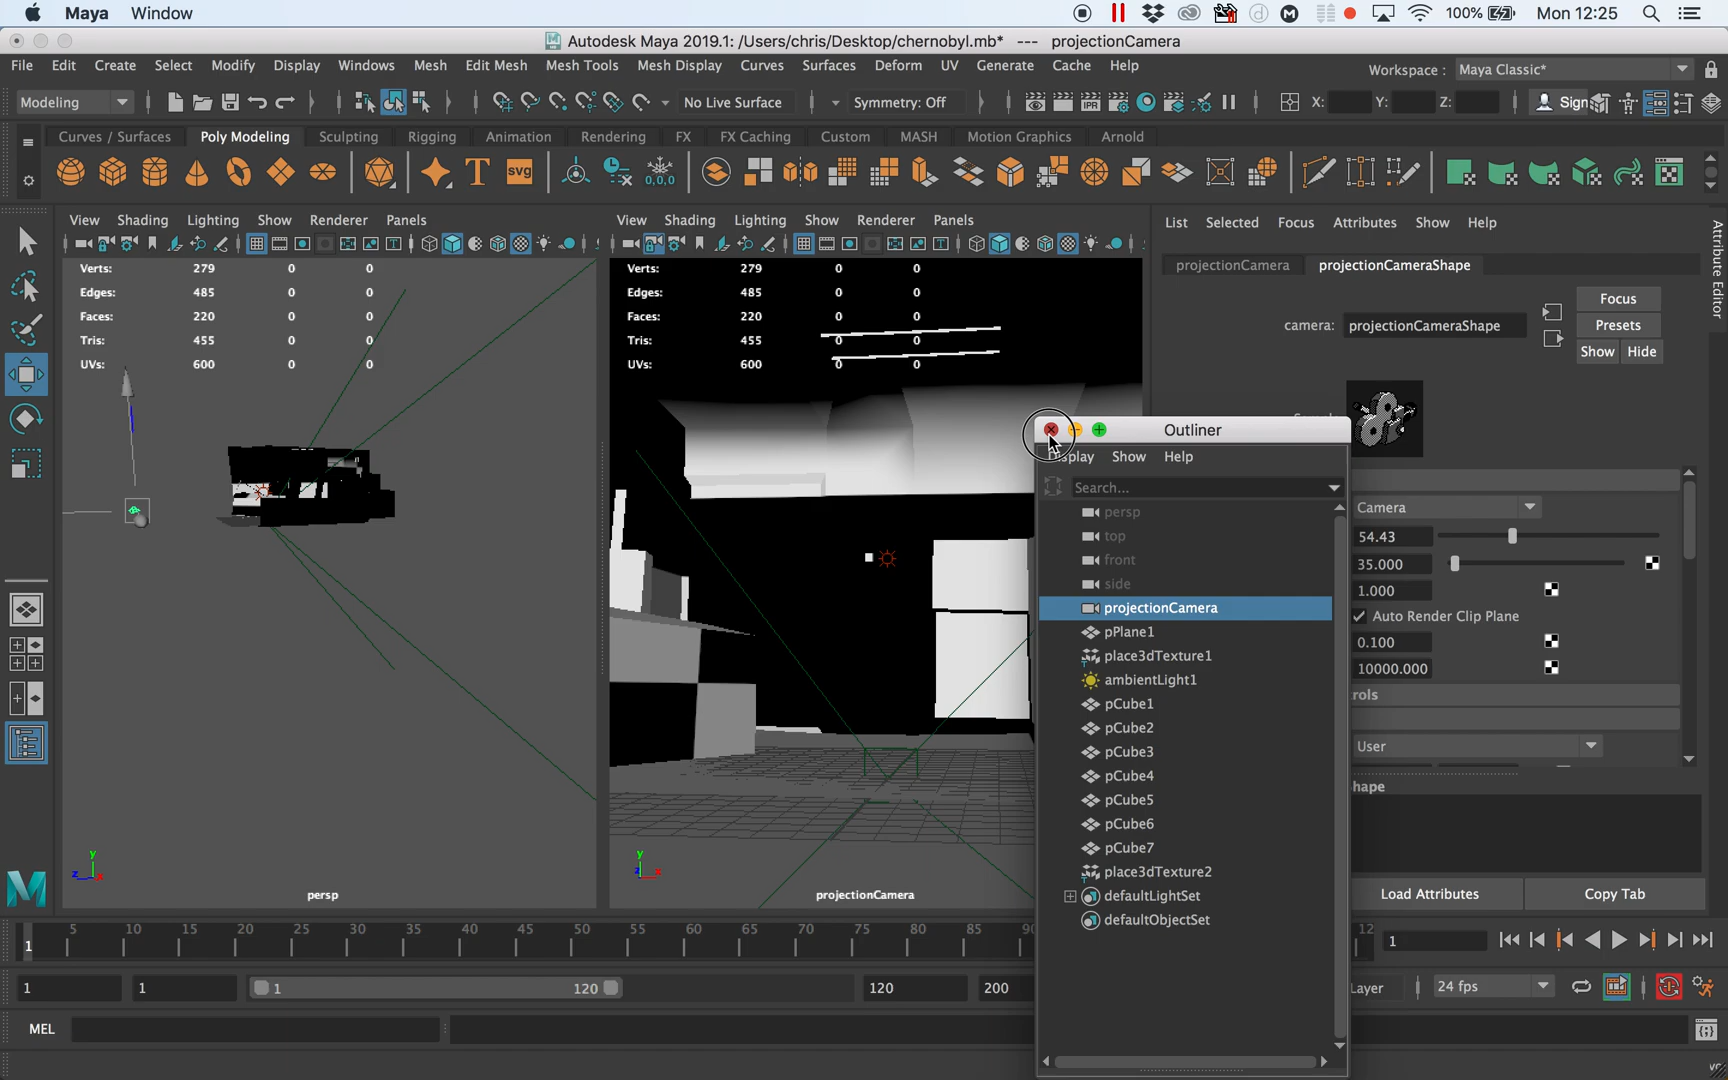 Maya Window 100% Mon 12:25
Autodesk Maya 2019.1: /Users/chris/Desktop/chernobyl.mb* --- projectionCamera
File Edit Create Select Modify Display Windows Mesh Edit Mesh Mesh Tools Mesh Display Curves Surfaces Deform UV Generate Cache Help Workspace : Maya Classic*
Modeling No Live Surface Symmetry: Off X: Y: Z: Sign
Curves / Surfaces Poly Modeling Sculpting Rigging Animation Rendering FX FX Caching Custom MASH Motion Graphics Arnold
T svg 0,0,0
View Shading Lighting Show Renderer Panels
View Shading Lighting Show Renderer Panels
List Selected Focus Attributes Show Help
Attribute Editor
Verts: 279 0 0
Edges: 485 0 0
Faces: 220 0 0
Tris: 455 0 0
UVs: 600 0 0
y
z x
persp
Verts: 279 0 0
Edges: 485 0 0
Faces: 220 0 0
Tris: 455 0 0
UVs: 600 0 0
y
x
projectionCamera
projectionCamera projectionCameraShape
camera: projectionCameraShape
Focus
Presets
Show Hide
Outliner
Display Show Help
Search...
persp
top
front
side
projectionCamera
pPlane1
place3dTexture1
ambientLight1
pCube1
pCube2
pCube3
pCube4
pCube5
pCube6
pCube7
place3dTexture2
defaultLightSet
defaultObjectSet
Camera
54.43
35.000
1.000
Auto Render Clip Plane
0.100
10000.000
rols
User
hape
Load Attributes Copy Tab
1 5 10 15 20 25 30 35 40 45 50 55 60 65 70 75 80 85 90 12 1
1 1 1 120 120 200 Layer 24 fps
MEL